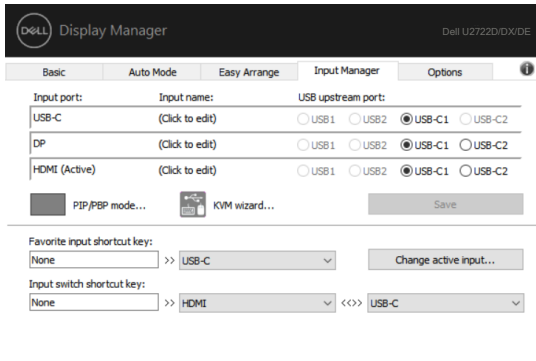 DELL Display Manager Dell U2722D/DX/DE
Basic Auto Mode Easy Arrange Input Manager Options i
Input port: Input name: USB upstream port:
USB-C (Click to edit) USB1 USB2 USB-C1 USB-C2
DP (Click to edit) USB1 USB2 USB-C1 USB-C2
HDMI (Active) (Click to edit) USB1 USB2 USB-C1 USB-C2
PIP/PBP mode... KVM wizard... Save
Favorite input shortcut key:
None >> USB-C Change active input...
Input switch shortcut key:
None >> HDMI <<>> USB-C